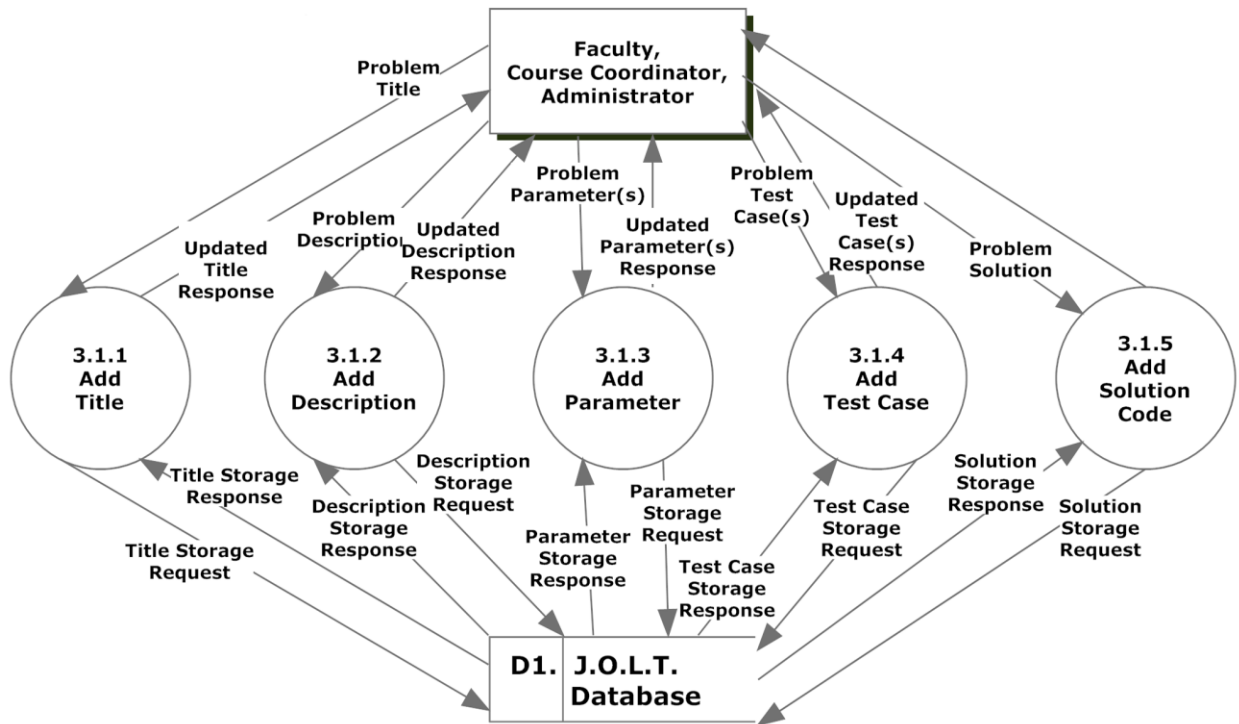 Faculty,
Course Coordinator,
Administrator
Problem
Title
Updated
Title
Response
Problem
Description
Updated
Description
Response
Problem
Parameter(s)
Updated
Parameter(s)
Response
Problem
Test
Case(s)
Updated
Test
Case(s)
Response
Problem
Solution
3.1.1
Add
Title
3.1.2
Add
Description
3.1.3
Add
Parameter
3.1.4
Add
Test Case
3.1.5
Add
Solution
Code
Title Storage
Response
Title Storage
Request
Description
Storage
Response
Description
Storage
Request
Parameter
Storage
Response
Parameter
Storage
Request
Test Case
Storage
Response
Test Case
Storage
Request
Solution
Storage
Response
Solution
Storage
Request
D1. J.O.L.T.
Database